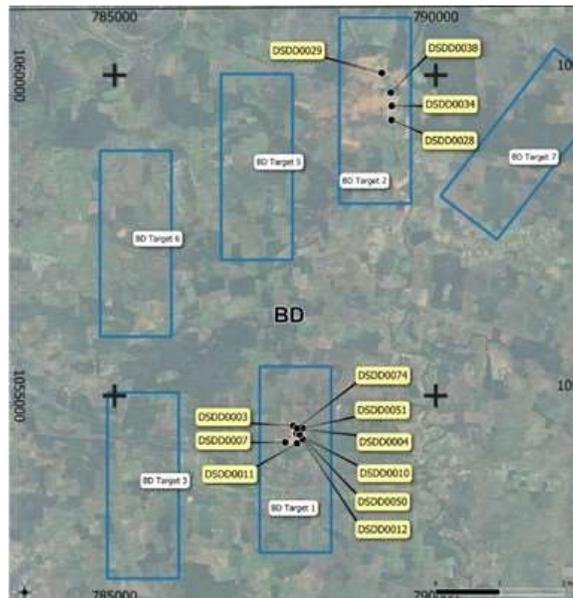 785000
790000
DSDD0029
DSDD0038
1060000
DSDD0034
DSDD0028
BD Target 5
BD Target 2
BD Target 7
BD Target 6
BD
DSDD0074
1055000
DSDD0003
DSDD0051
DSDD0007
DSDD0004
DSDD0011
DSDD0010
BD Target 3
DSDD0050
BD Target 1
DSDD0012
785000
790000